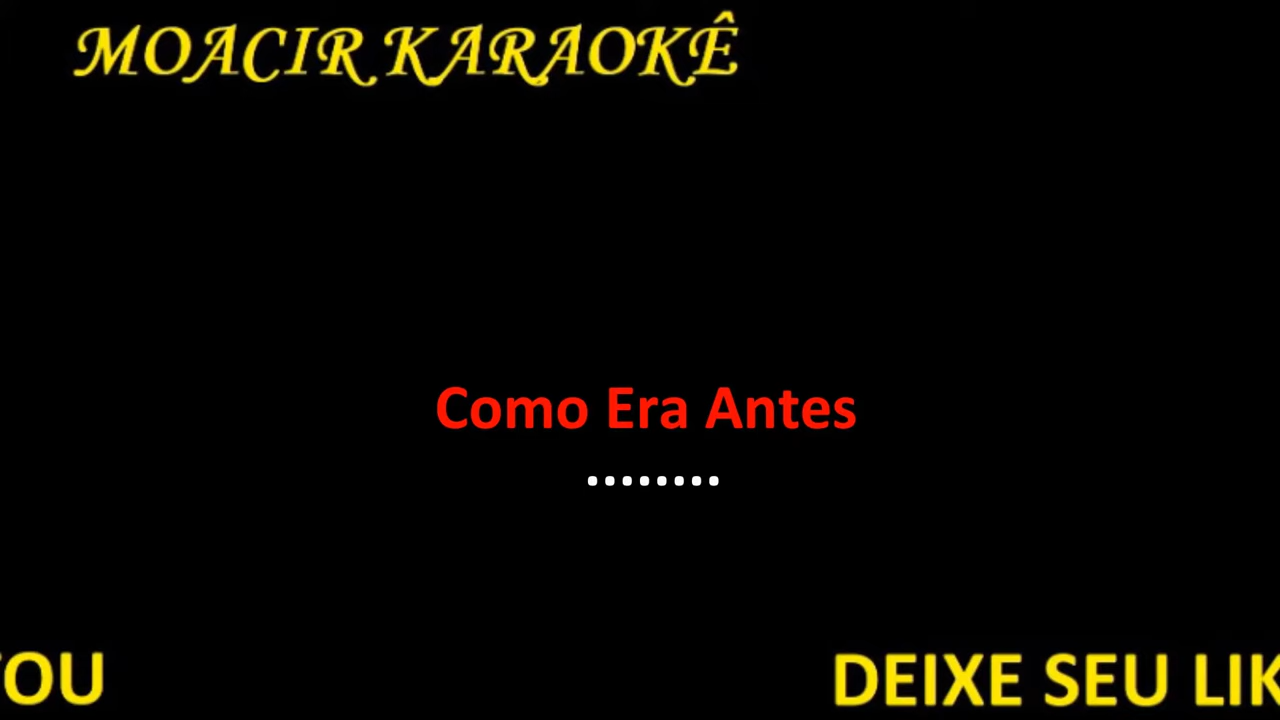 MOACIR KARAOKÊ
Como Era Antes
........
OU DEIXE SEU LIK